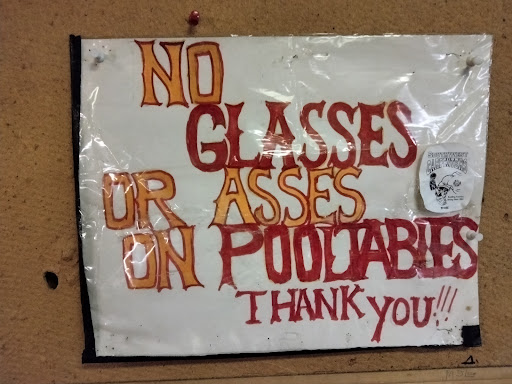 NO
GLASSES
OR ASSES
ON POOLTABLES
THANK YOU!!!